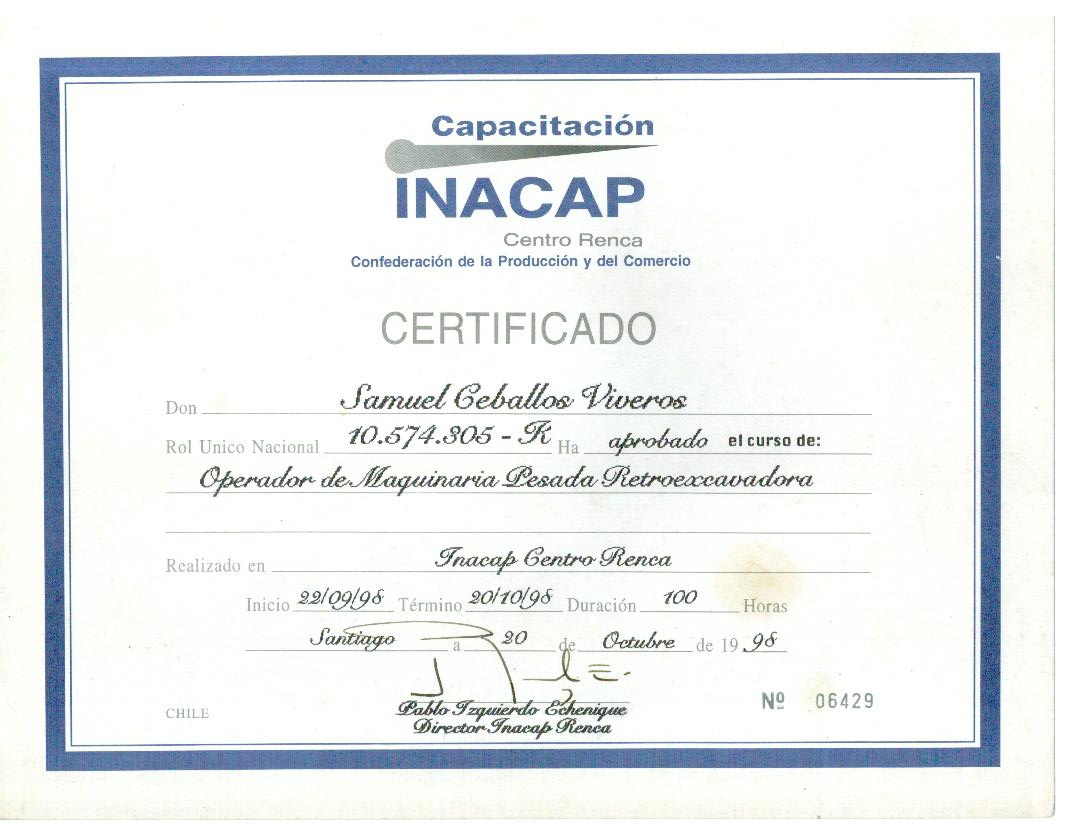 Capacitación
INACAP
Centro Renca
Confederación de la Producción y del Comercio
CERTIFICADO
Don Samuel Ceballos Viveros
Rol Unico Nacional 10.574.305 - K Ha aprobado el curso de:
Operador de Maquinaria Pesada Retroexcavadora
Realizado en Inacap Centro Renca
Inicio 22/09/98 Término 20/10/98 Duración 100 Horas
Santiago a 20 de Octubre de 19 98
Pablo Izquierdo Echenique
Director Inacap Renca
CHILE
Nº 06429